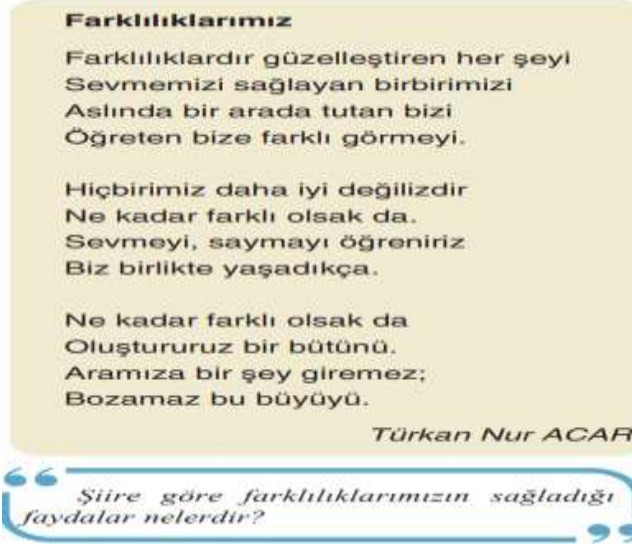 Farklılıklarımız
Farklılıklardır güzelleştiren her şeyi
Sevmemizi sağlayan birbirimizi
Aslında bir arada tutan bizi
Öğreten bize farklı görmeyi.
Hiçbirimiz daha iyi değilizdir
Ne kadar farklı olsak da.
Sevmeyi, saymayı öğreniriz
Biz birlikte yaşadıkça.
Ne kadar farklı olsak da
Oluştururuz bir bütünü.
Aramıza bir şey giremez;
Bozamaz bu büyüyü.
Türkan Nur ACAR
Şiire göre farklılıklarımızın sağladığı
faydalar nelerdir?